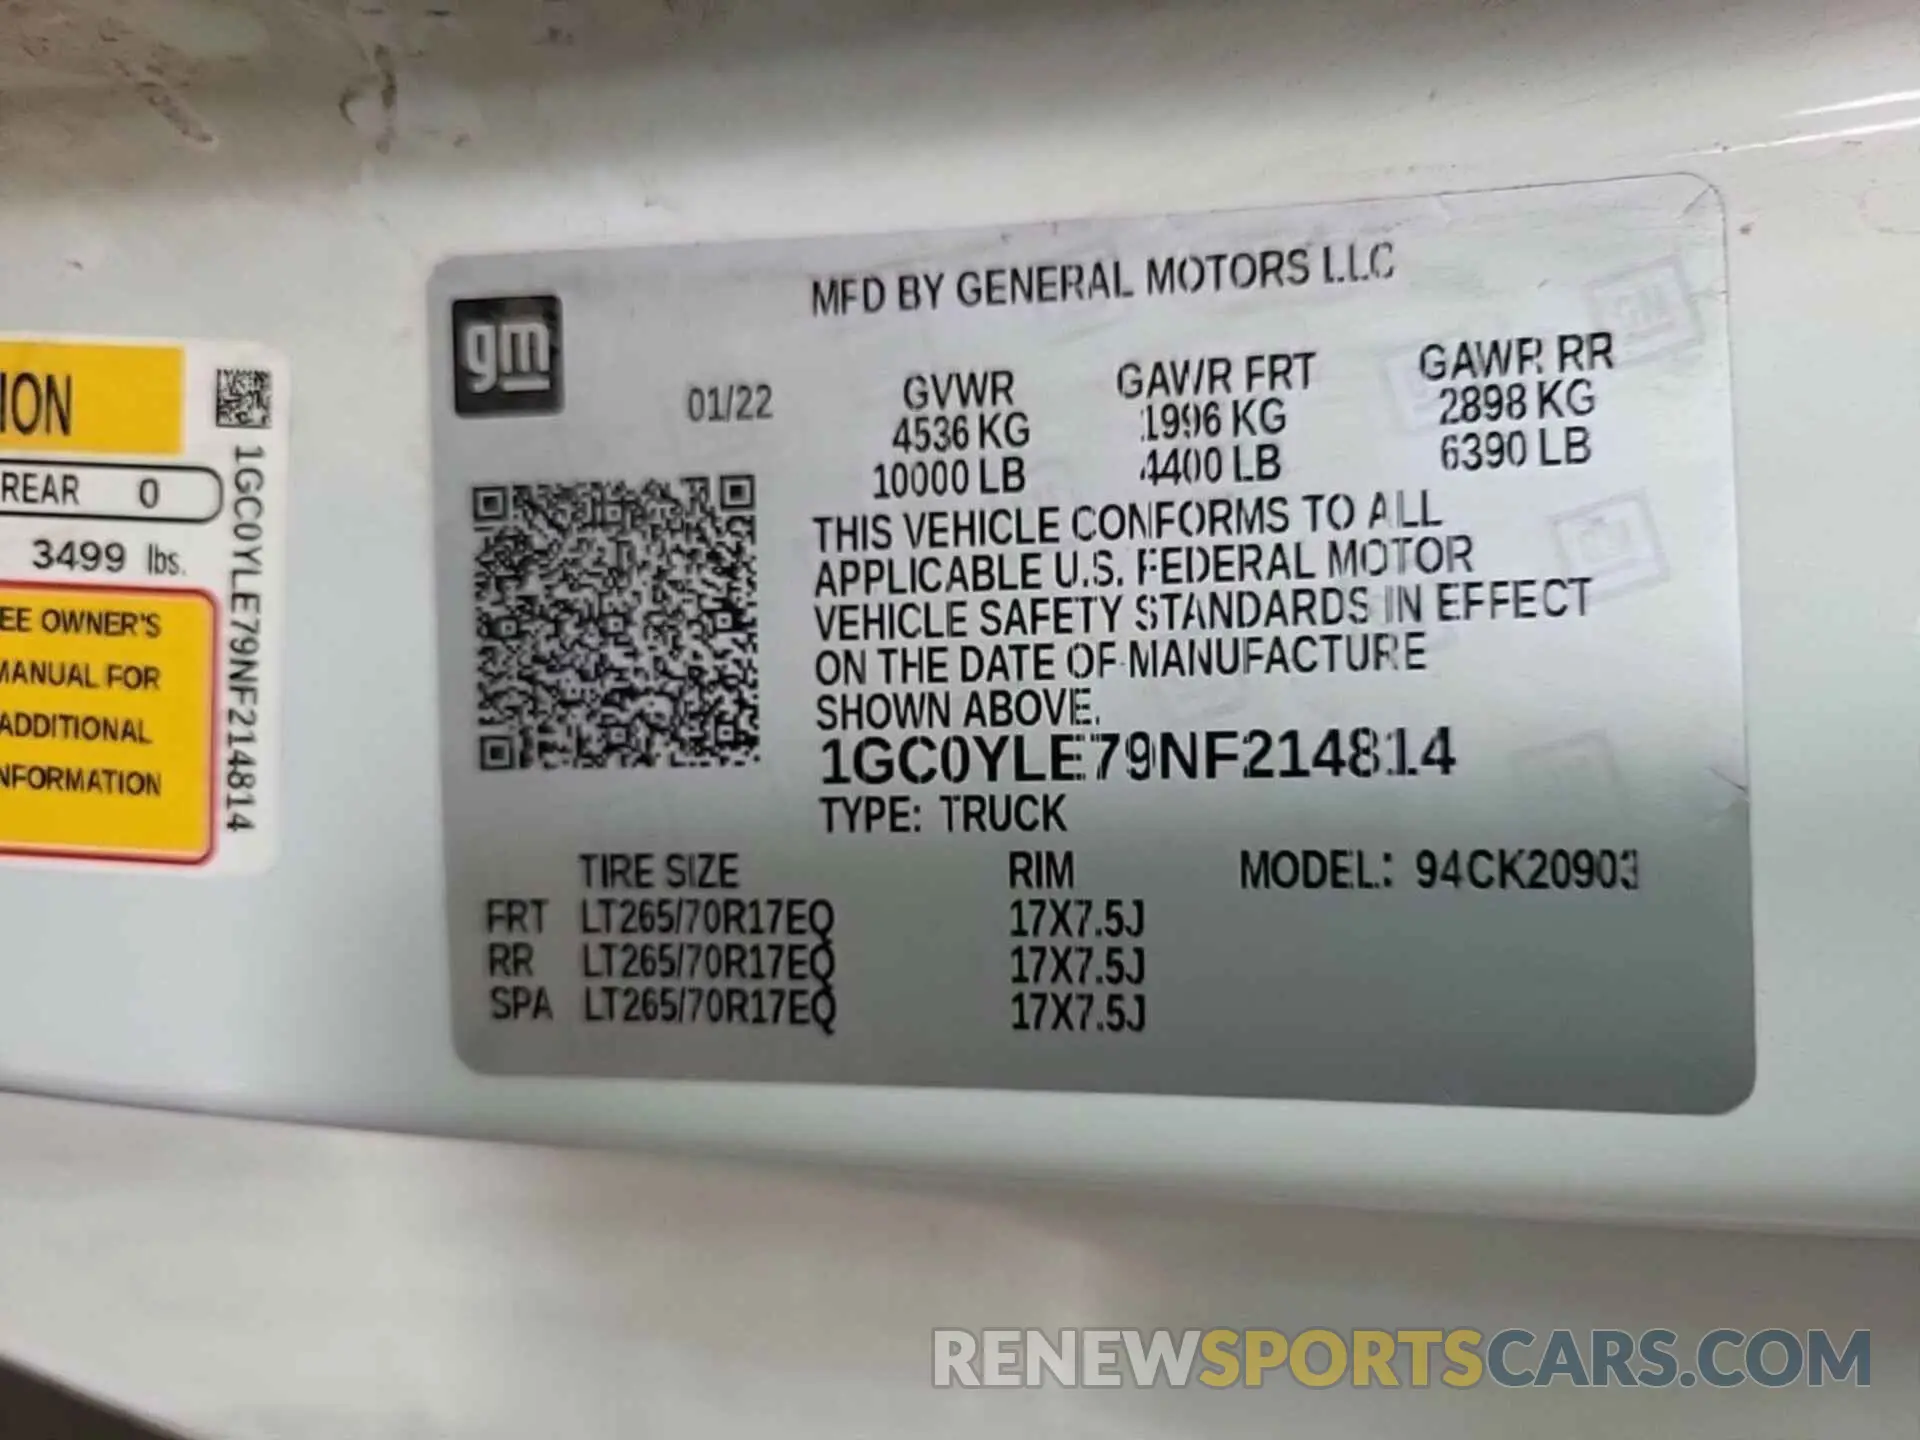 ION
REAR 0
3499 lbs.
EE OWNER'S
MANUAL FOR
ADDITIONAL
NFORMATION
1GC0YLE79NF214814
gm
MFD BY GENERAL MOTORS LLC
01/22
GVWR GAWR FRT GAWR RR
4536 KG 1996 KG 2898 KG
10000 LB 4400 LB 6390 LB
THIS VEHICLE CONFORMS TO ALL
APPLICABLE U.S. FEDERAL MOTOR
VEHICLE SAFETY STANDARDS IN EFFECT
ON THE DATE OF MANUFACTURE
SHOWN ABOVE.
1GC0YLE79NF214814
TYPE: TRUCK
TIRE SIZE RIM MODEL: 94CK20903
FRT LT265/70R17EQ 17X7.5J
RR LT265/70R17EQ 17X7.5J
SPA LT265/70R17EQ 17X7.5J
RENEWSPORTSCARS.COM